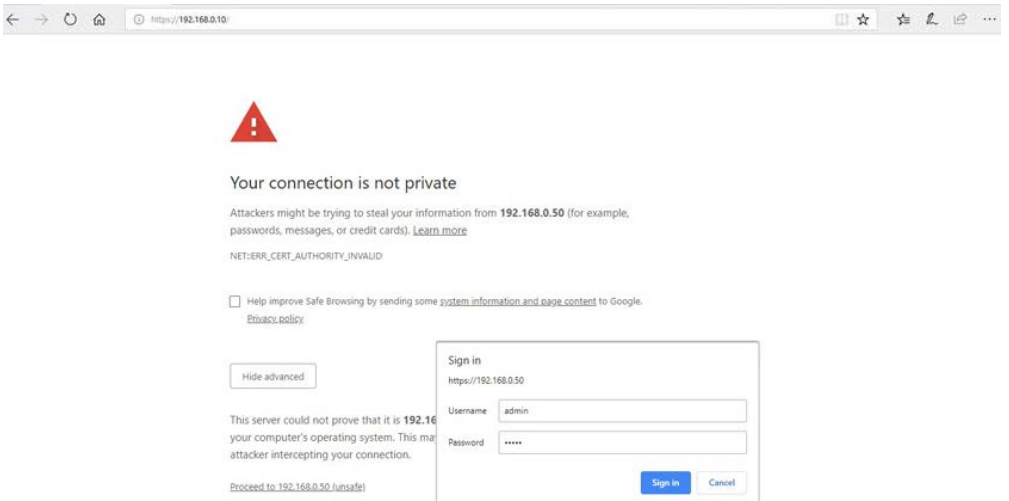 https://192.168.0.10/
Your connection is not private
Attackers might be trying to steal your information from 192.168.0.50 (for example,
passwords, messages, or credit cards). Learn more
NET::ERR_CERT_AUTHORITY_INVALID
Help improve Safe Browsing by sending some system information and page content to Google.
Privacy policy
Hide advanced
This server could not prove that it is 192.16
your computer's operating system. This may
attacker intercepting your connection.
Proceed to 192.168.0.50 (unsafe)
Sign in
https://192.168.0.50
Username admin
Password •••••
Sign in Cancel